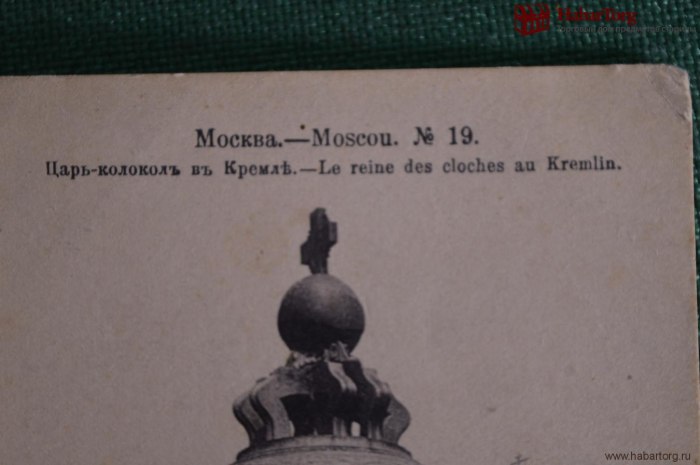 HabarTorg
Москва.—Moscou. № 19.
Царь-колоколъ въ Кремлѣ.—Le reine des cloches au Kremlin.
www.habartorg.ru